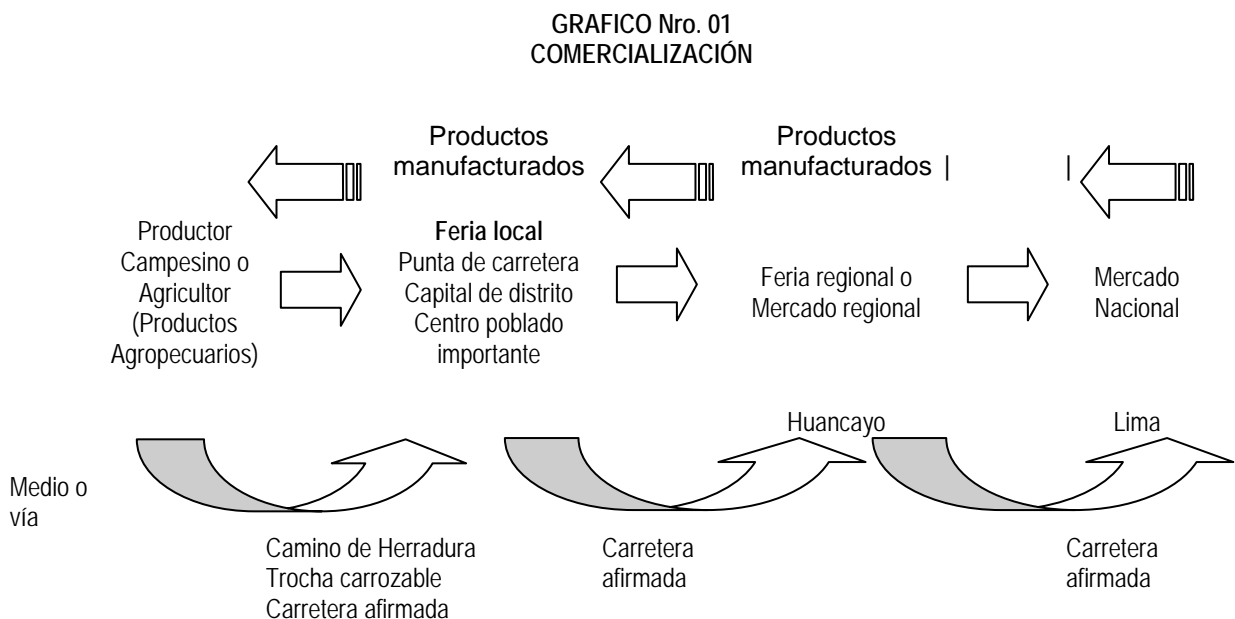 GRAFICO Nro. 01
COMERCIALIZACIÓN
Productos
manufacturados
Productos
manufacturados |
|
Productor
Campesino o
Agricultor
(Productos
Agropecuarios)
Feria local
Punta de carretera
Capital de distrito
Centro poblado
importante
Feria regional o
Mercado regional
Mercado
Nacional
Huancayo
Lima
Medio o
vía
Camino de Herradura
Trocha carrozable
Carretera afirmada
Carretera
afirmada
Carretera
afirmada